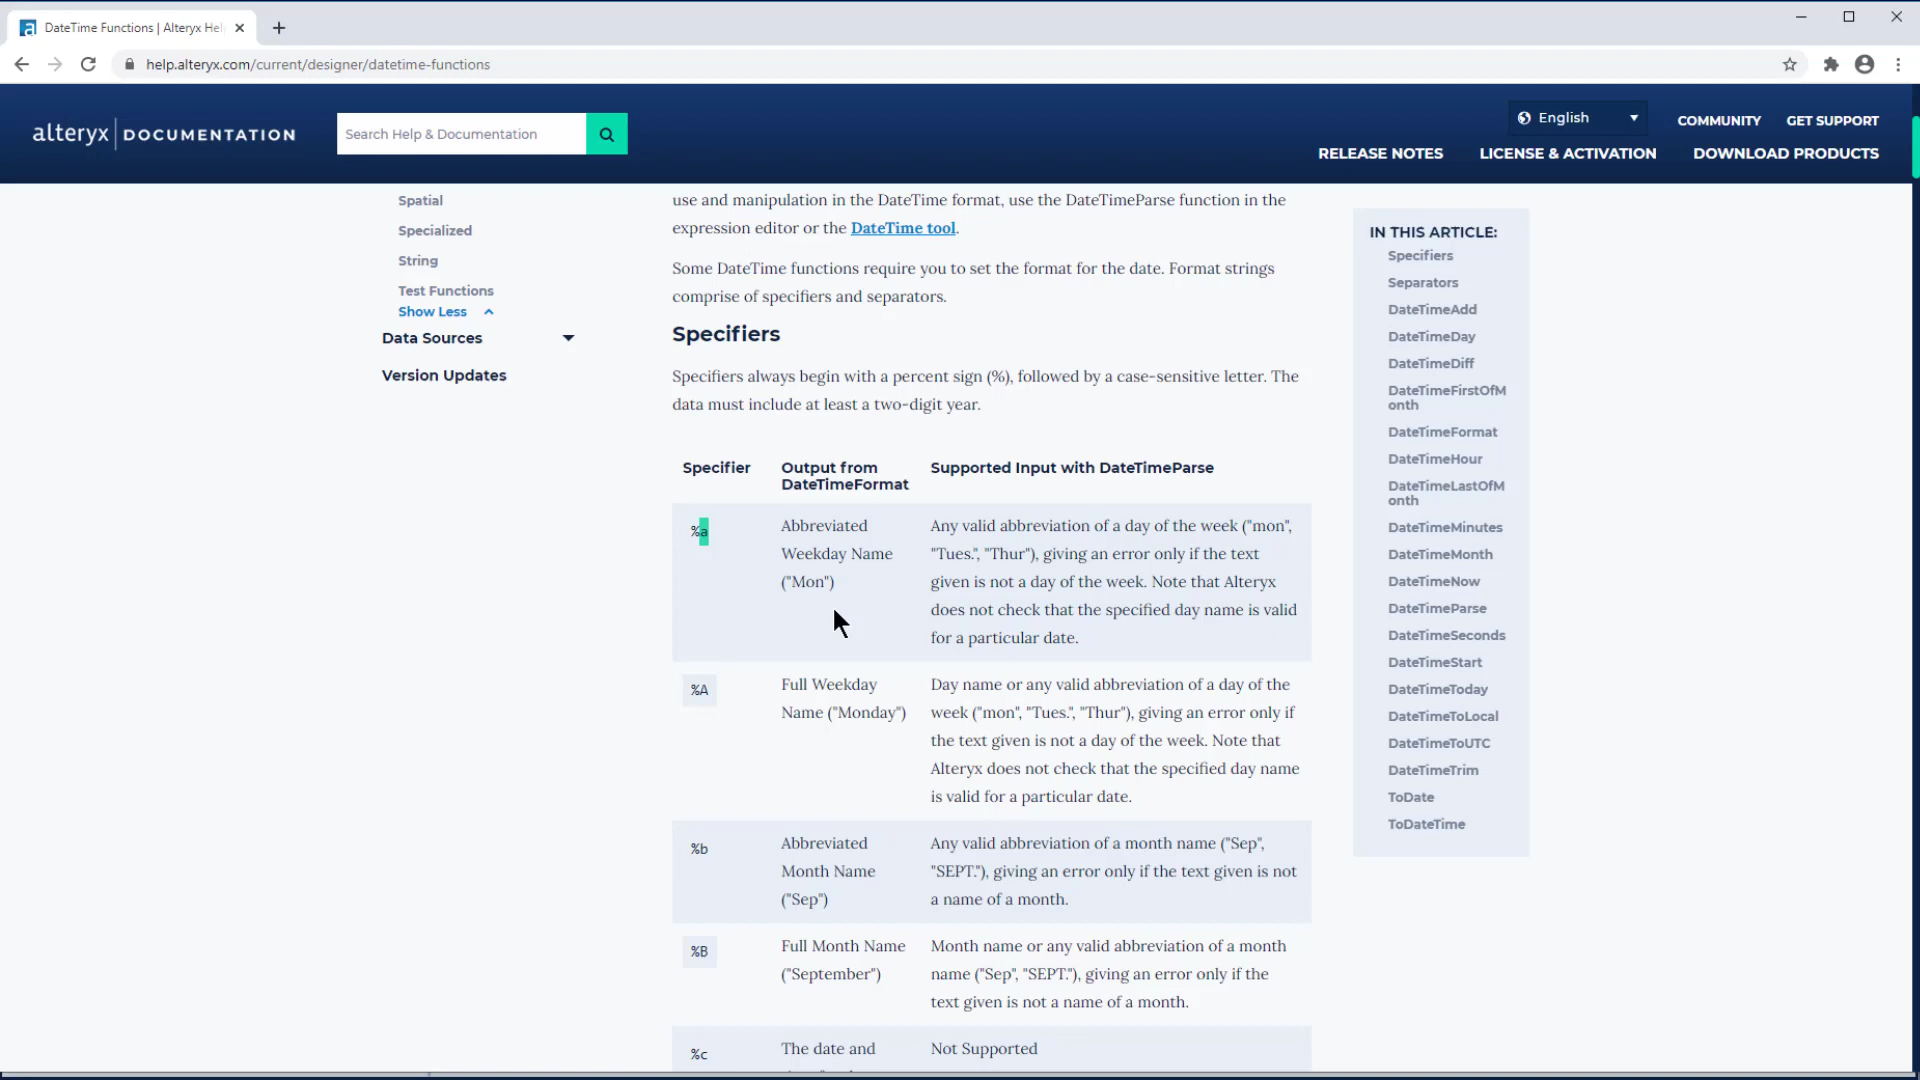 DateTime Functions | Alteryx Hel
help.alteryx.com/current/designer/datetime-functions
alteryx DOCUMENTATION
Search Help & Documentation
English
COMMUNITY
GET SUPPORT
RELEASE NOTES
LICENSE & ACTIVATION
DOWNLOAD PRODUCTS
Spatial
Specialized
String
Test Functions
Show Less
Data Sources
Version Updates
use and manipulation in the DateTime format, use the DateTimeParse function in the
expression editor or the DateTime tool.
Some DateTime functions require you to set the format for the date. Format strings
comprise of specifiers and separators.
Specifiers
Specifiers always begin with a percent sign (%), followed by a case-sensitive letter. The
data must include at least a two-digit year.
Specifier
Output from
DateTimeFormat
Supported Input with DateTimeParse
%a
Abbreviated
Weekday Name
("Mon")
Any valid abbreviation of a day of the week ("mon",
"Tues.", "Thur"), giving an error only if the text
given is not a day of the week. Note that Alteryx
does not check that the specified day name is valid
for a particular date.
%A
Full Weekday
Name ("Monday")
Day name or any valid abbreviation of a day of the
week ("mon", "Tues.", "Thur"), giving an error only if
the text given is not a day of the week. Note that
Alteryx does not check that the specified day name
is valid for a particular date.
%b
Abbreviated
Month Name
("Sep")
Any valid abbreviation of a month name ("Sep",
"SEPT."), giving an error only if the text given is not
a name of a month.
%B
Full Month Name
("September")
Month name or any valid abbreviation of a month
name ("Sep", "SEPT."), giving an error only if the
text given is not a name of a month.
%c
The date and
Not Supported
IN THIS ARTICLE:
Specifiers
Separators
DateTimeAdd
DateTimeDay
DateTimeDiff
DateTimeFirstOfM
onth
DateTimeFormat
DateTimeHour
DateTimeLastOfM
onth
DateTimeMinutes
DateTimeMonth
DateTimeNow
DateTimeParse
DateTimeSeconds
DateTimeStart
DateTimeToday
DateTimeToLocal
DateTimeToUTC
DateTimeTrim
ToDate
ToDateTime